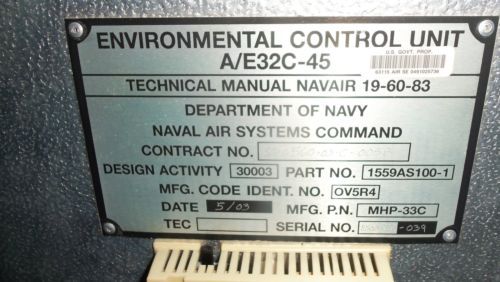 ENVIRONMENTAL CONTROL UNIT
A/E32C-45
U.S. GOVT. PROP.
TECHNICAL MANUAL NAVAIR 19-60-83
DEPARTMENT OF NAVY
NAVAL AIR SYSTEMS COMMAND
CONTRACT NO.
DESIGN ACTIVITY 30003 PART NO. 1559AS100-1
MFG. CODE IDENT. NO. OV5R4
DATE 5/03 MFG. P.N. MHP-33C
TEC SERIAL NO. -039